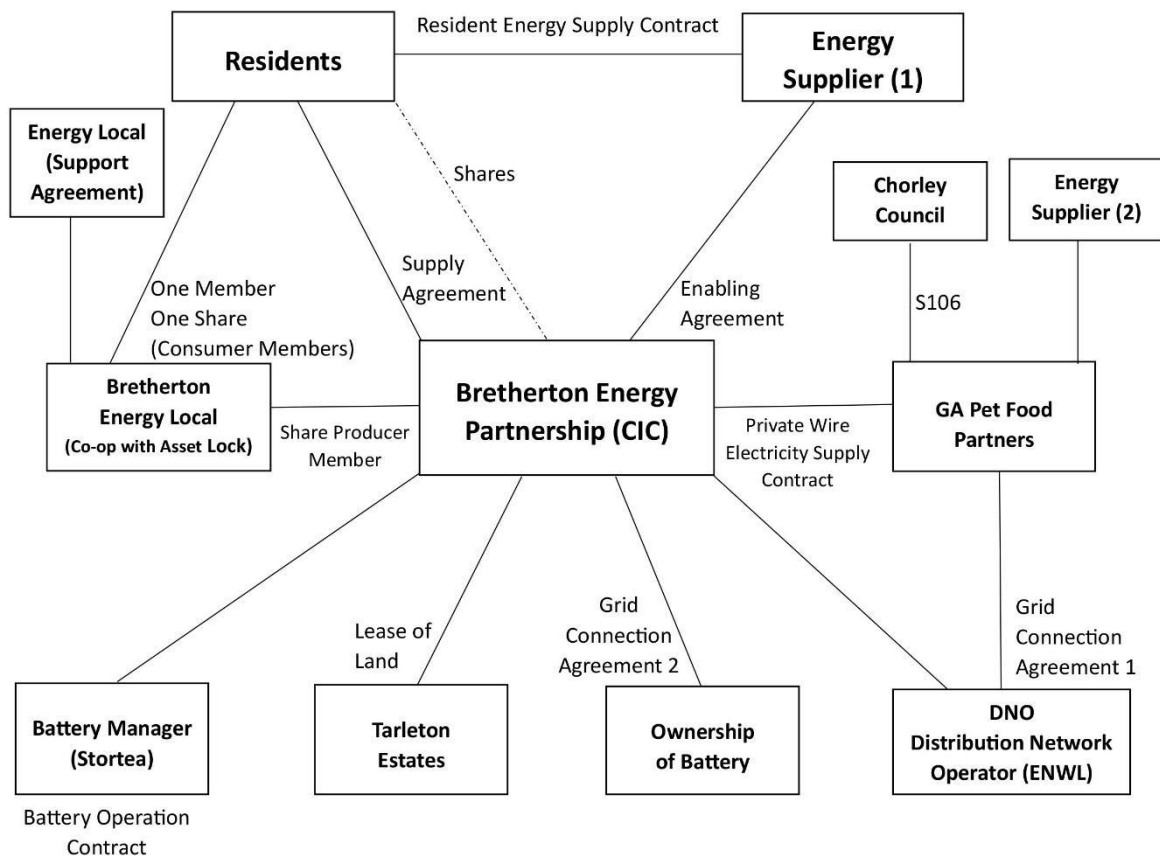 Resident Energy Supply Contract
Residents
Energy
Supplier (1)
Energy Local
(Support
Agreement)
Shares
Chorley
Council
Energy
Supplier (2)
One Member
One Share
(Consumer Members)
Supply
Agreement
Enabling
Agreement
S106
Bretherton
Energy Local
(Co-op with Asset Lock)
Share Producer
Member
Bretherton Energy
Partnership (CIC)
Private Wire
Electricity Supply
Contract
GA Pet Food
Partners
Lease of
Land
Grid
Connection
Agreement 2
Grid
Connection
Agreement 1
Battery Manager
(Stortea)
Battery Operation
Contract
Tarleton
Estates
Ownership
of Battery
DNO
Distribution Network
Operator (ENWL)